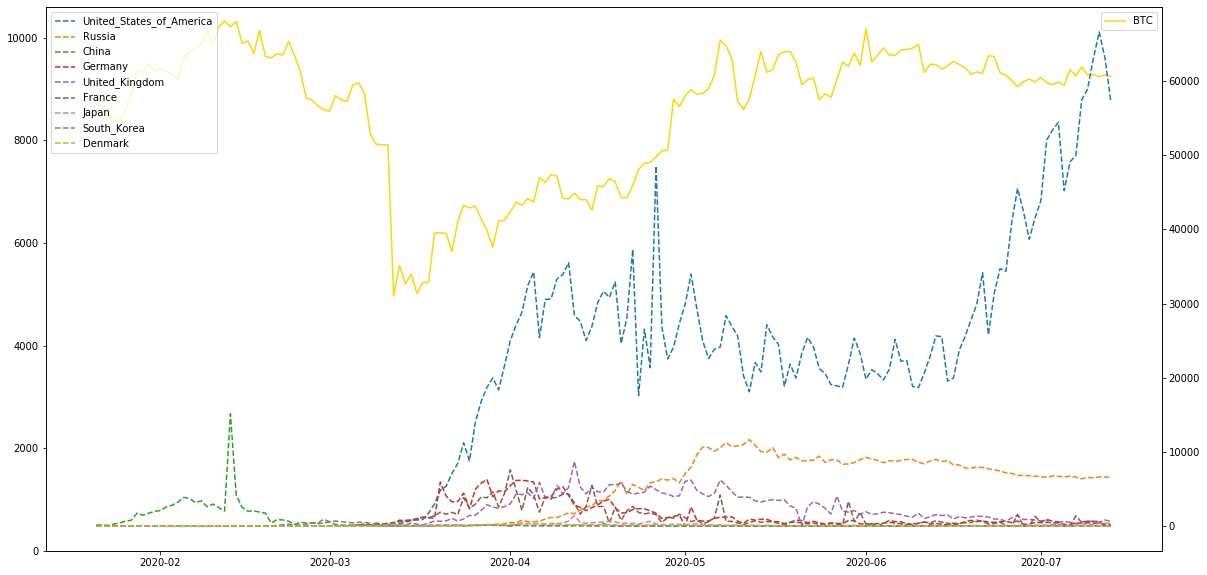 United_States_of_America
Russia
China
Germany
United_Kingdom
France
Japan
South_Korea
Denmark
BTC
10000
8000
6000
4000
2000
0
60000
50000
40000
30000
20000
10000
0
2020-02
2020-03
2020-04
2020-05
2020-06
2020-07